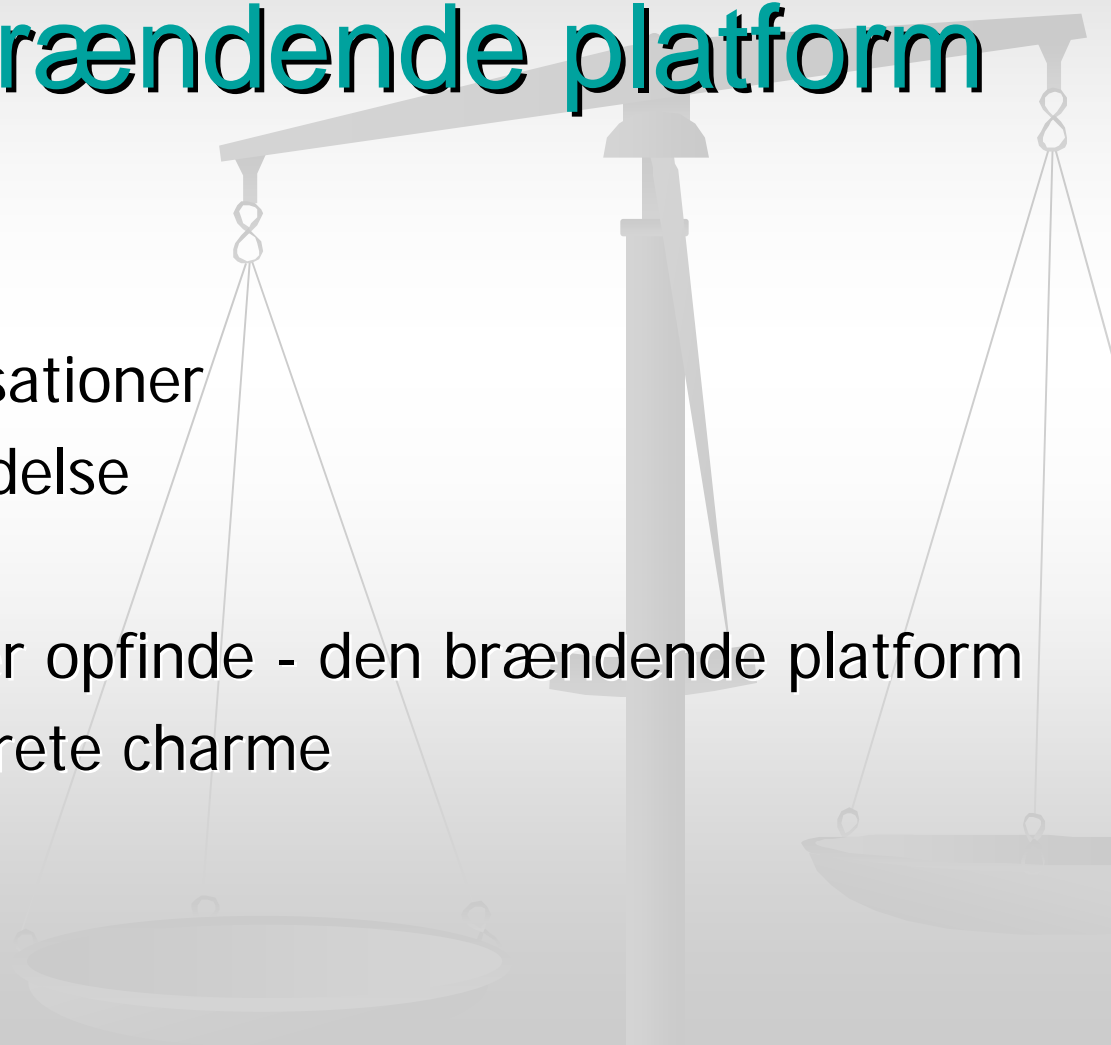 rændende platform
sationer
delse
r opfinde - den brændende platform
rete charme